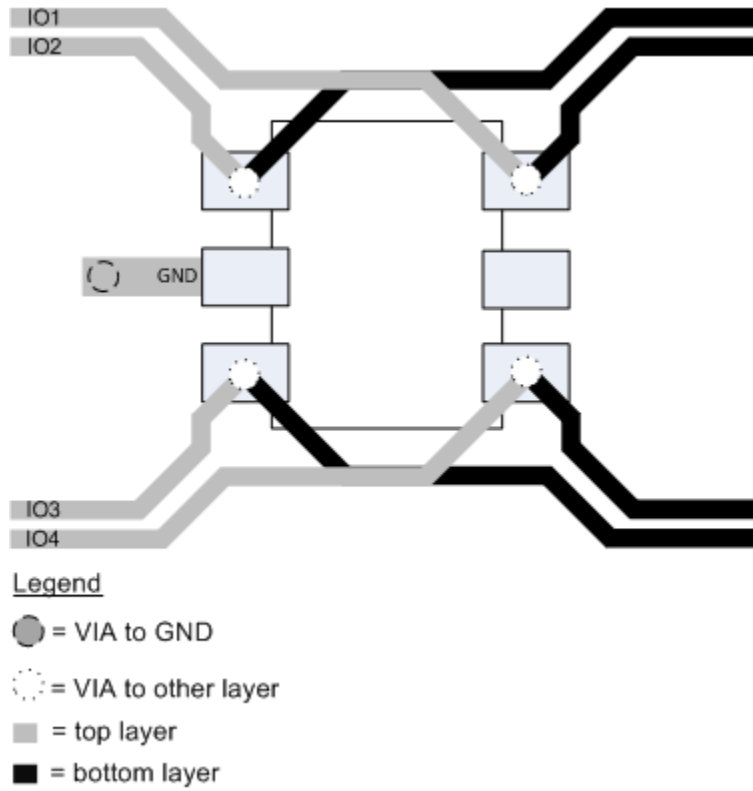 IO1
IO2
GND
IO3
IO4
Legend
= VIA to GND
= VIA to other layer
= top layer
= bottom layer